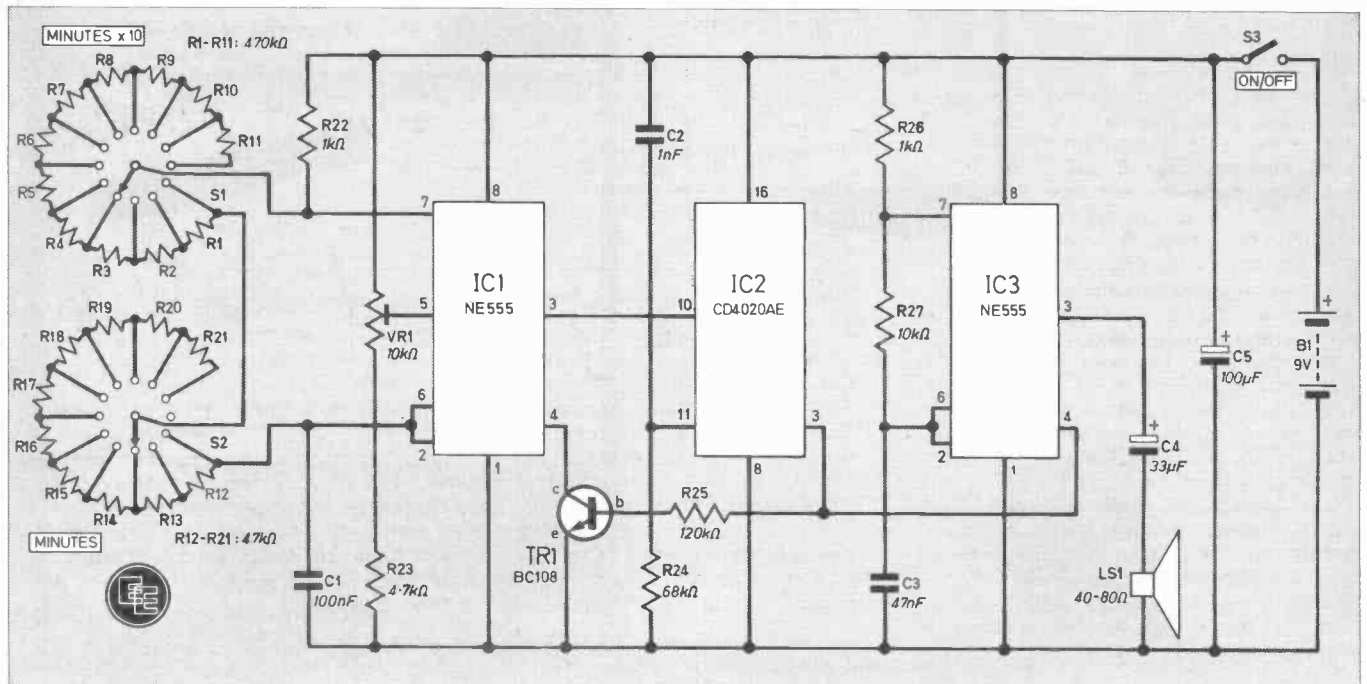 MINUTES x 10
R1-R11: 470kΩ
R8
R9
R7
R10
R6
R11
R5
S1
R4
R1
R3
R2
R19
R20
R18
R21
R17
R16
S2
R15
R12
R14
R13
R12-R21: 47kΩ
MINUTES
R22
1kΩ
VR1
10kΩ
C1
100nF
R23
4·7kΩ
7
8
5
3
6
2
4
1
IC1
NE555
c
b
e
TR1
BC108
C2
1nF
R25
120kΩ
R24
68kΩ
16
10
11
3
8
IC2
CD4020AE
R26
1kΩ
R27
10kΩ
C3
47nF
7
8
3
6
2
4
1
IC3
NE555
+
C4
33µF
LS1
40-80Ω
+
C5
100µF
S3
ON/OFF
+
B1
9V